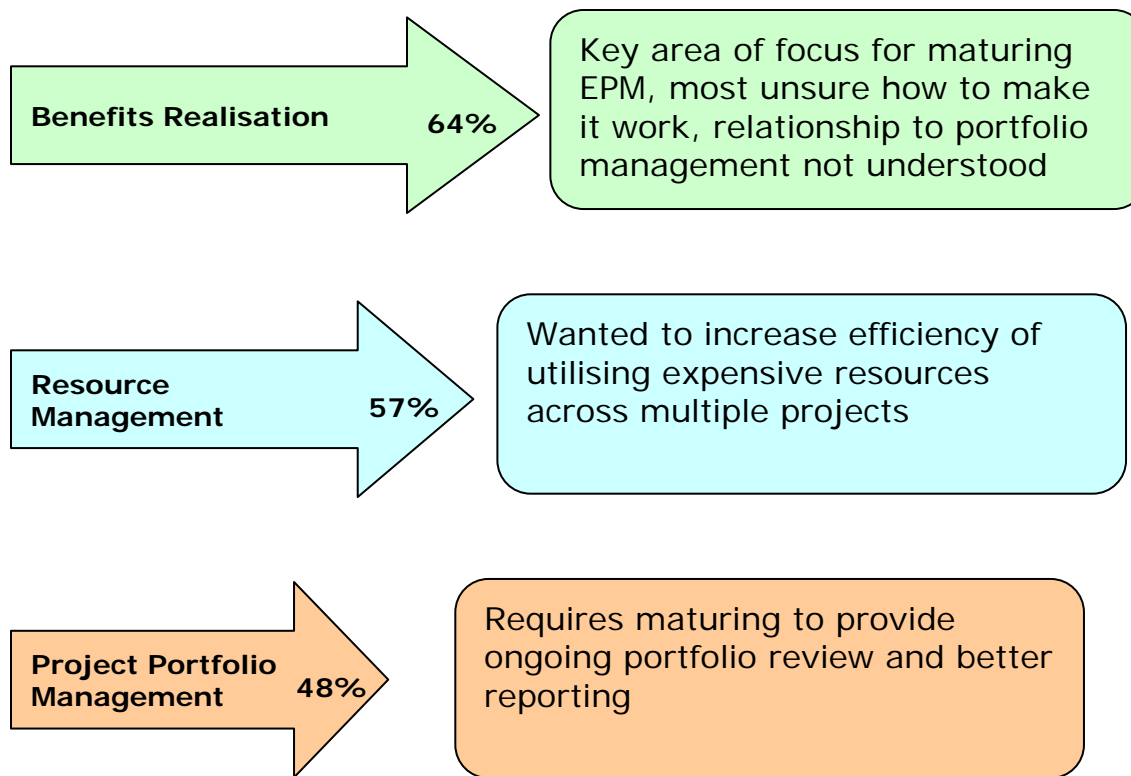 Benefits Realisation
64%
Key area of focus for maturing
EPM, most unsure how to make
it work, relationship to portfolio
management not understood
Resource
Management
57%
Wanted to increase efficiency of
utilising expensive resources
across multiple projects
Project Portfolio
Management
48%
Requires maturing to provide
ongoing portfolio review and better
reporting